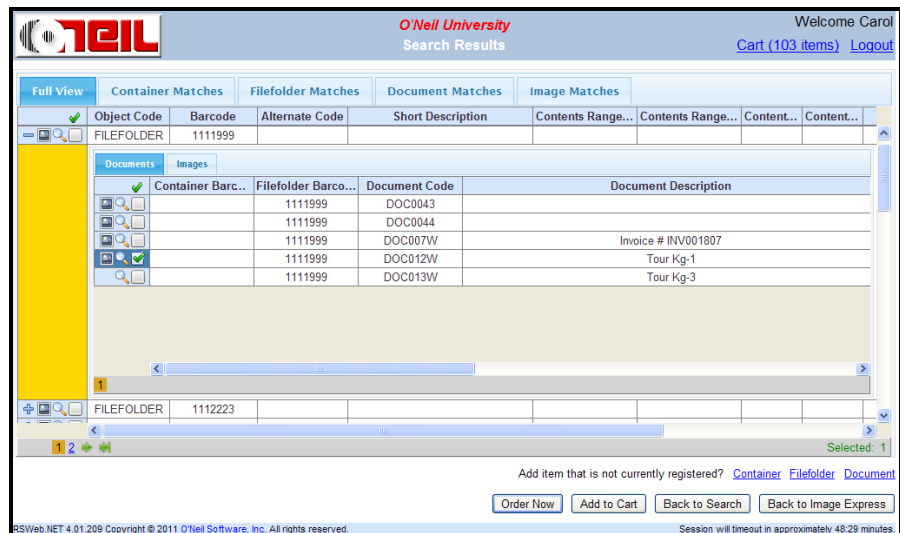 O'NEIL
O'Neil University
Search Results
Welcome Carol
Cart (103 items) Logout
Full View Container Matches Filefolder Matches Document Matches Image Matches
Object Code Barcode Alternate Code Short Description Contents Range... Contents Range... Content... Content...
FILEFOLDER 1111999
Documents Images
Container Barc... Filefolder Barco... Document Code Document Description
1111999 DOC0043
1111999 DOC0044
1111999 DOC007W Invoice # INV001807
1111999 DOC012W Tour Kg-1
1111999 DOC013W Tour Kg-3
1
FILEFOLDER 1112223
1 2 Selected: 1
Add item that is not currently registered? Container Filefolder Document
Order Now Add to Cart Back to Search Back to Image Express
RSWeb.NET 4.01.209 Copyright © 2011 O'Neil Software, Inc. All rights reserved. Session will timeout in approximately 48:29 minutes.